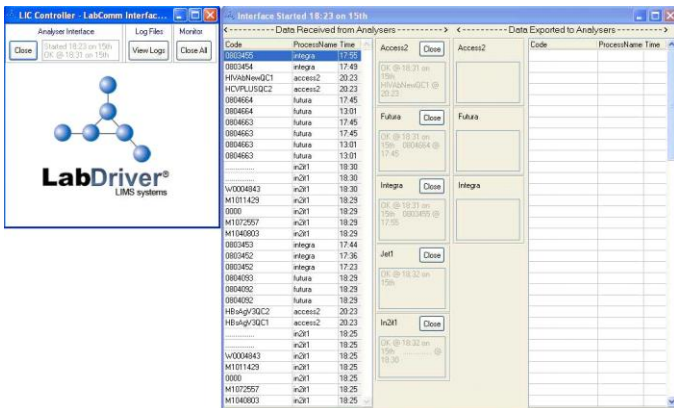 LIC Controller - LabComm Interfac...
Analyser Interface
Log Files
Monitor
Close
Started 18:23 on 15th
OK @ 18:31 on 15th
View Logs
Close All
LabDriver®
LIMS systems
Interface Started 18:23 on 15th
<---------- Data Received from Analysers ---------->
<---------- Data Exported to Analysers ---------->
Code ProcessName Time
0803455 integra 17:55
0803454 integra 17:49
HIVAbNewQC1 access2 20:23
HCVPLUSQC2 access2 20:23
0804664 futura 17:45
0804664 futura 13:01
0804663 futura 17:45
0804663 futura 17:45
0804663 futura 13:01
0804663 futura 13:01
............... in2it1 18:30
............... in2it1 18:30
W0004843 in2it1 18:30
M1011429 in2it1 18:29
0000 in2it1 18:29
M1072557 in2it1 18:29
M1040803 in2it1 18:29
0803453 integra 17:44
0803452 integra 17:36
0803452 integra 17:23
0804093 futura 18:29
0804092 futura 18:29
0804092 futura 18:29
HBsAgV3QC2 access2 20:23
HBsAgV3QC1 access2 20:23
............... in2it1 18:25
............... in2it1 18:25
W0004843 in2it1 18:25
M1011429 in2it1 18:25
0000 in2it1 18:25
M1072557 in2it1 18:25
M1040803 in2it1 18:25
Access2 Close
OK @ 18:31 on
15th
HIVAbNewQC1 @
20:23
Futura Close
OK @ 18:31 on
15th 0804664 @
17:45
Integra Close
OK @ 18:31 on
15th 0803455 @
17:55
Jet1 Close
OK @ 18:32 on
15th
In2it1 Close
OK @ 18:32 on
15th ............... @
18:30
Access2
Futura
Integra
Code ProcessName Time